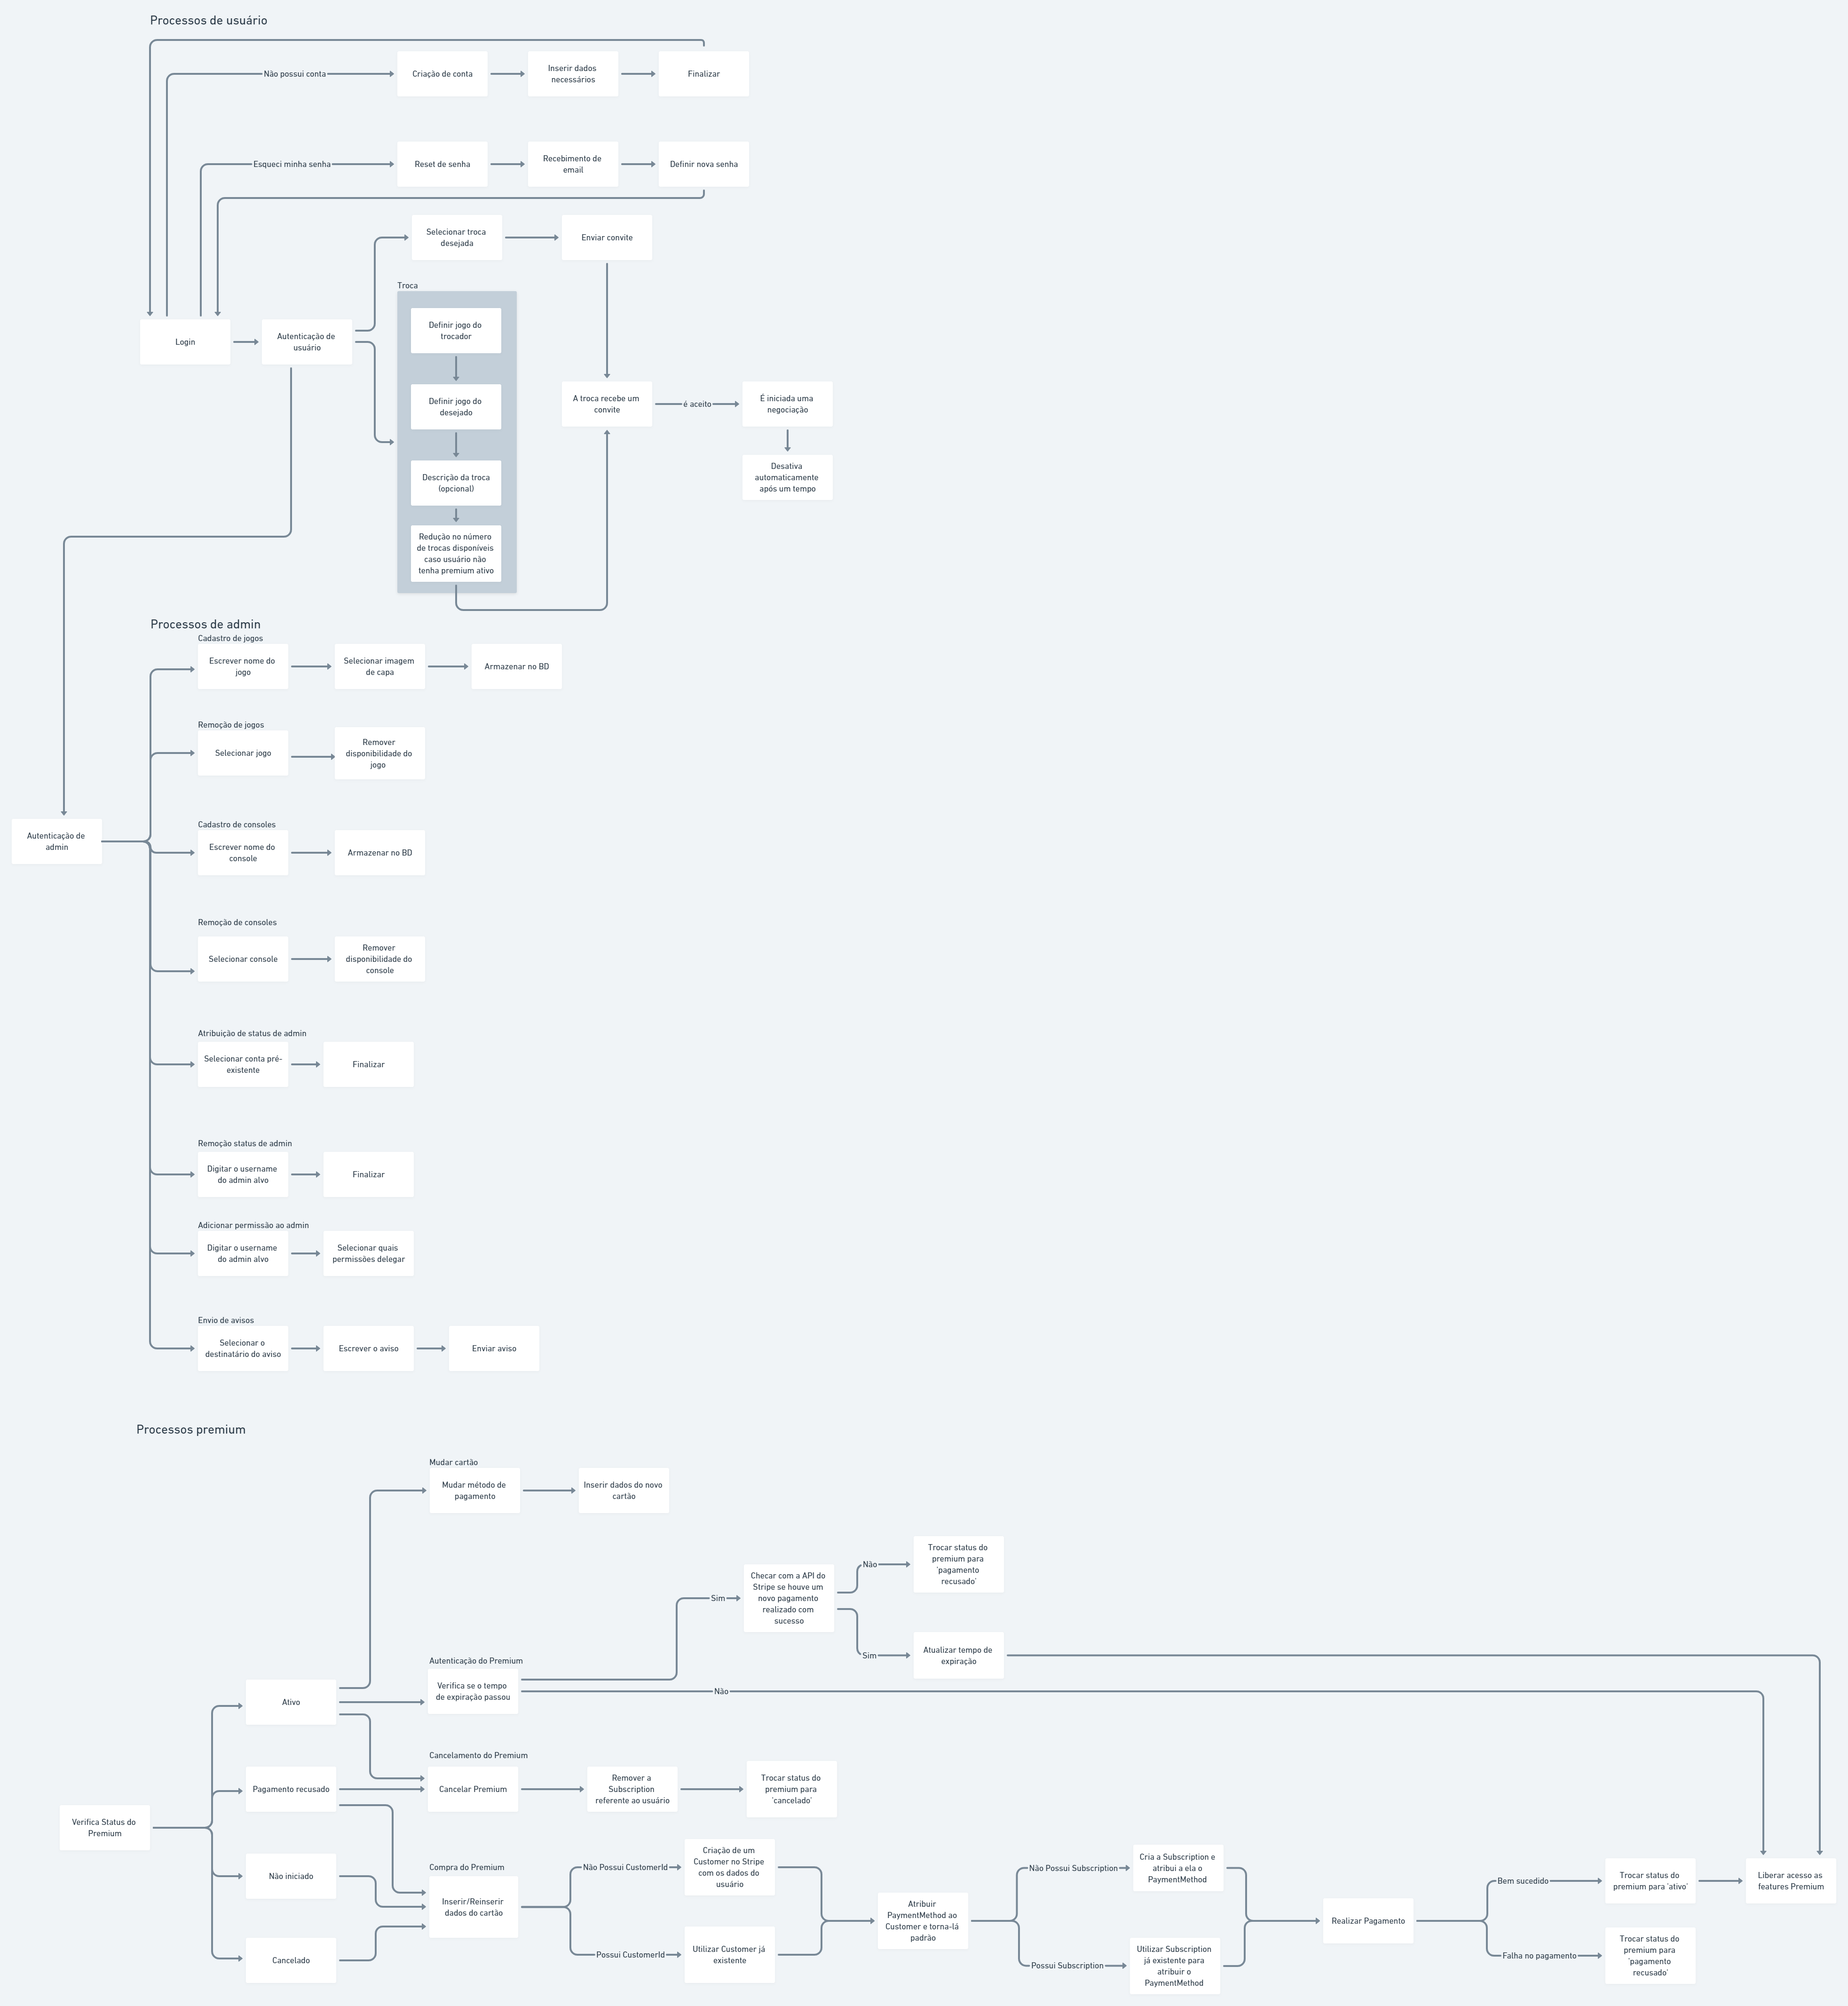 Processos de usuário
Não possui conta
Criação de conta
Inserir dados
necessários
Finalizar
Esqueci minha senha
Reset de senha
Recebimento de
email
Definir nova senha
Selecionar troca
desejada
Enviar convite
Troca
Definir jogo do
trocador
Login
Autenticação de
usuário
Definir jogo do
desejado
A troca recebe um
convite
é aceito
É iniciada uma
negociação
Desativa
automaticamente
após um tempo
Descrição da troca
(opcional)
Redução no número
de trocas disponíveis
caso usuário não
tenha premium ativo
Processos de admin
Cadastro de jogos
Escrever nome do
jogo
Selecionar imagem
de capa
Armazenar no BD
Remoção de jogos
Selecionar jogo
Remover
disponibilidade do
jogo
Autenticação de
admin
Cadastro de consoles
Escrever nome do
console
Armazenar no BD
Remoção de consoles
Selecionar console
Remover
disponibilidade do
console
Atribuição de status de admin
Selecionar conta pré-
existente
Finalizar
Remoção status de admin
Digitar o username
do admin alvo
Finalizar
Adicionar permissão ao admin
Digitar o username
do admin alvo
Selecionar quais
permissões delegar
Envio de avisos
Selecionar o
destinatário do aviso
Escrever o aviso
Enviar aviso
Processos premium
Mudar cartão
Mudar método de
pagamento
Inserir dados do novo
cartão
Checar com a API do
Stripe se houve um
novo pagamento
realizado com
sucesso
Não
Trocar status do
premium para
'pagamento
recusado'
Sim
Sim
Atualizar tempo de
expiração
Autenticação do Premium
Verifica se o tempo
de expiração passou
Não
Ativo
Cancelamento do Premium
Pagamento recusado
Cancelar Premium
Remover a
Subscription
referente ao usuário
Trocar status do
premium para
'cancelado'
Verifica Status do
Premium
Não iniciado
Cancelado
Compra do Premium
Inserir/Reinserir
dados do cartão
Não Possui CustomerId
Criação de um
Customer no Stripe
com os dados do
usuário
Possui CustomerId
Utilizar Customer já
existente
Atribuir
PaymentMethod ao
Customer e torna-lá
padrão
Não Possui Subscription
Cria a Subscription e
atribui a ela o
PaymentMethod
Possui Subscription
Utilizar Subscription
já existente para
atribuir o
PaymentMethod
Realizar Pagamento
Bem sucedido
Trocar status do
premium para 'ativo'
Liberar acesso as
features Premium
Falha no pagamento
Trocar status do
premium para
'pagamento
recusado'